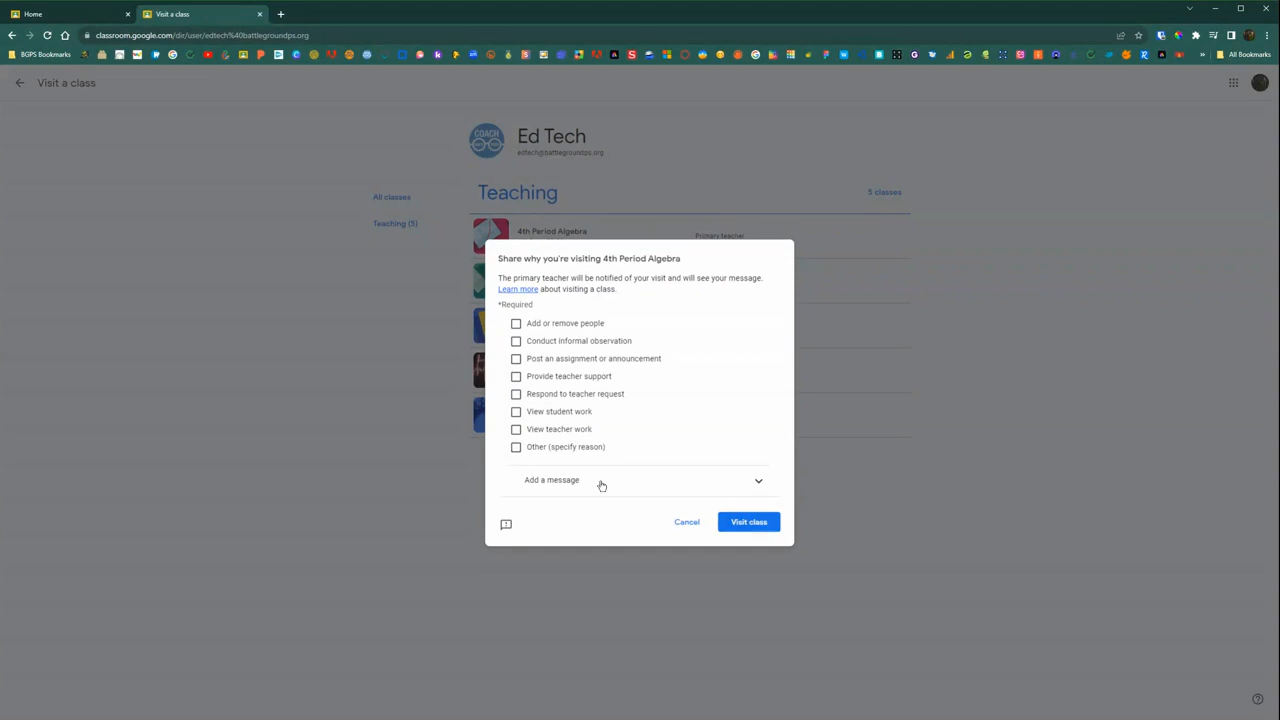 Home
Visit a class
classroom.google.com/dir/user/edtech%40battlegroundps.org
BGPS Bookmarks
All Bookmarks
Visit a class
COACH
Ed Tech
edtech@battlegroundps.org
All classes
Teaching
5 classes
Teaching (5)
4th Period Algebra
Primary teacher
Share why you're visiting 4th Period Algebra
The primary teacher will be notified of your visit and will see your message.
Learn more about visiting a class.
*Required
Add or remove people
Conduct informal observation
Post an assignment or announcement
Provide teacher support
Respond to teacher request
View student work
View teacher work
Other (specify reason)
Add a message
Cancel
Visit class